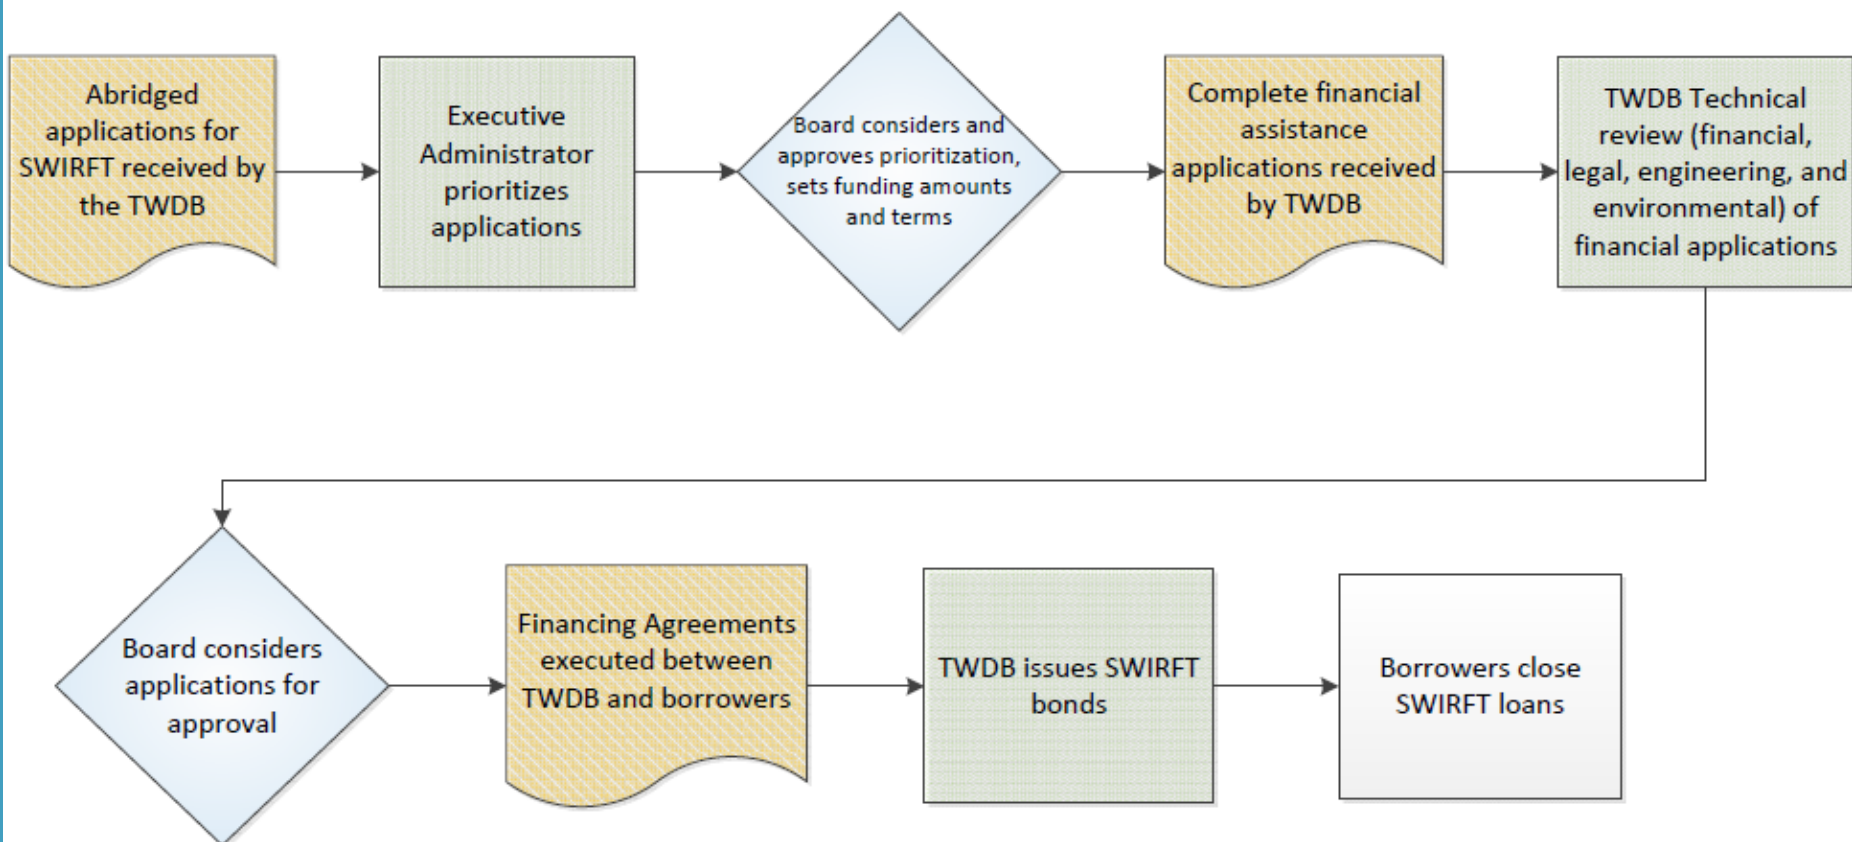 Abridged
applications for
SWIRFT received by
the TWDB
Executive
Administrator
prioritizes
applications
Board considers and
approves prioritization,
sets funding amounts
and terms
Complete financial
assistance
applications received
by TWDB
TWDB Technical
review (financial,
legal, engineering, and
environmental) of
financial applications
Board considers
applications for
approval
Financing Agreements
executed between
TWDB and borrowers
TWDB issues SWIRFT
bonds
Borrowers close
SWIRFT loans